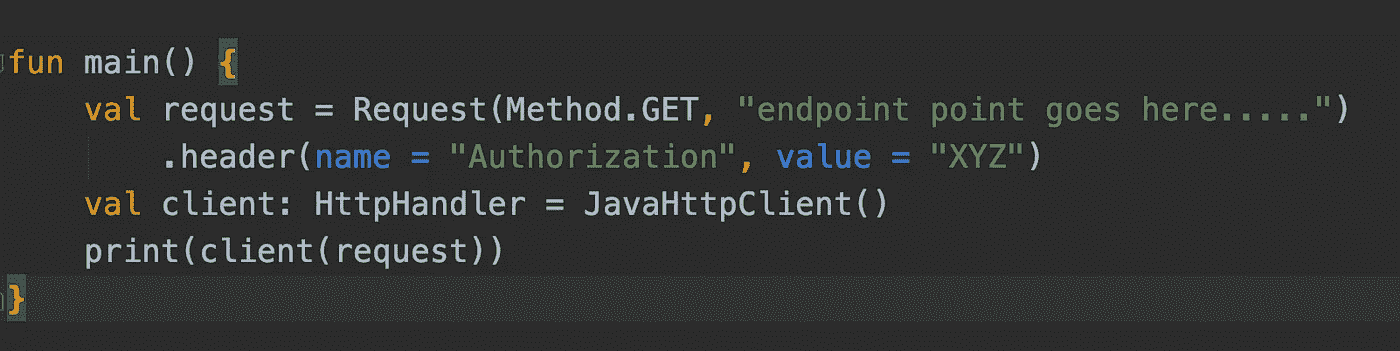 fun main() {
    val request = Request(Method.GET, "endpoint point goes here.....")
        .header(name = "Authorization", value = "XYZ")
    val client: HttpHandler = JavaHttpClient()
    print(client(request))
}